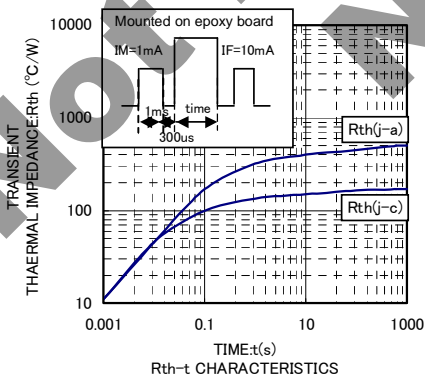 Mounted on epoxy board
IM=1mA IF=10mA
1ms time
300us
10000
1000
100
10
0.001 0.1 10 1000
TRANSIENT
THAERMAL IMPEDANCE:Rth (℃/W)
Rth(j-a)
Rth(j-c)
TIME:t(s)
Rth-t CHARACTERISTICS